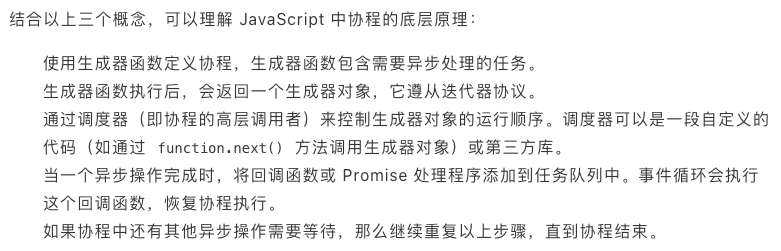 结合以上三个概念，可以理解 JavaScript 中协程的底层原理：
使用生成器函数定义协程，生成器函数包含需要异步处理的任务。
生成器函数执行后，会返回一个生成器对象，它遵从迭代器协议。
通过调度器（即协程的高层调用者）来控制生成器对象的运行顺序。调度器可以是一段自定义的
代码（如通过 function.next() 方法调用生成器对象）或第三方库。
当一个异步操作完成时，将回调函数或 Promise 处理程序添加到任务队列中。事件循环会执行
这个回调函数，恢复协程执行。
如果协程中还有其他异步操作需要等待，那么继续重复以上步骤，直到协程结束。